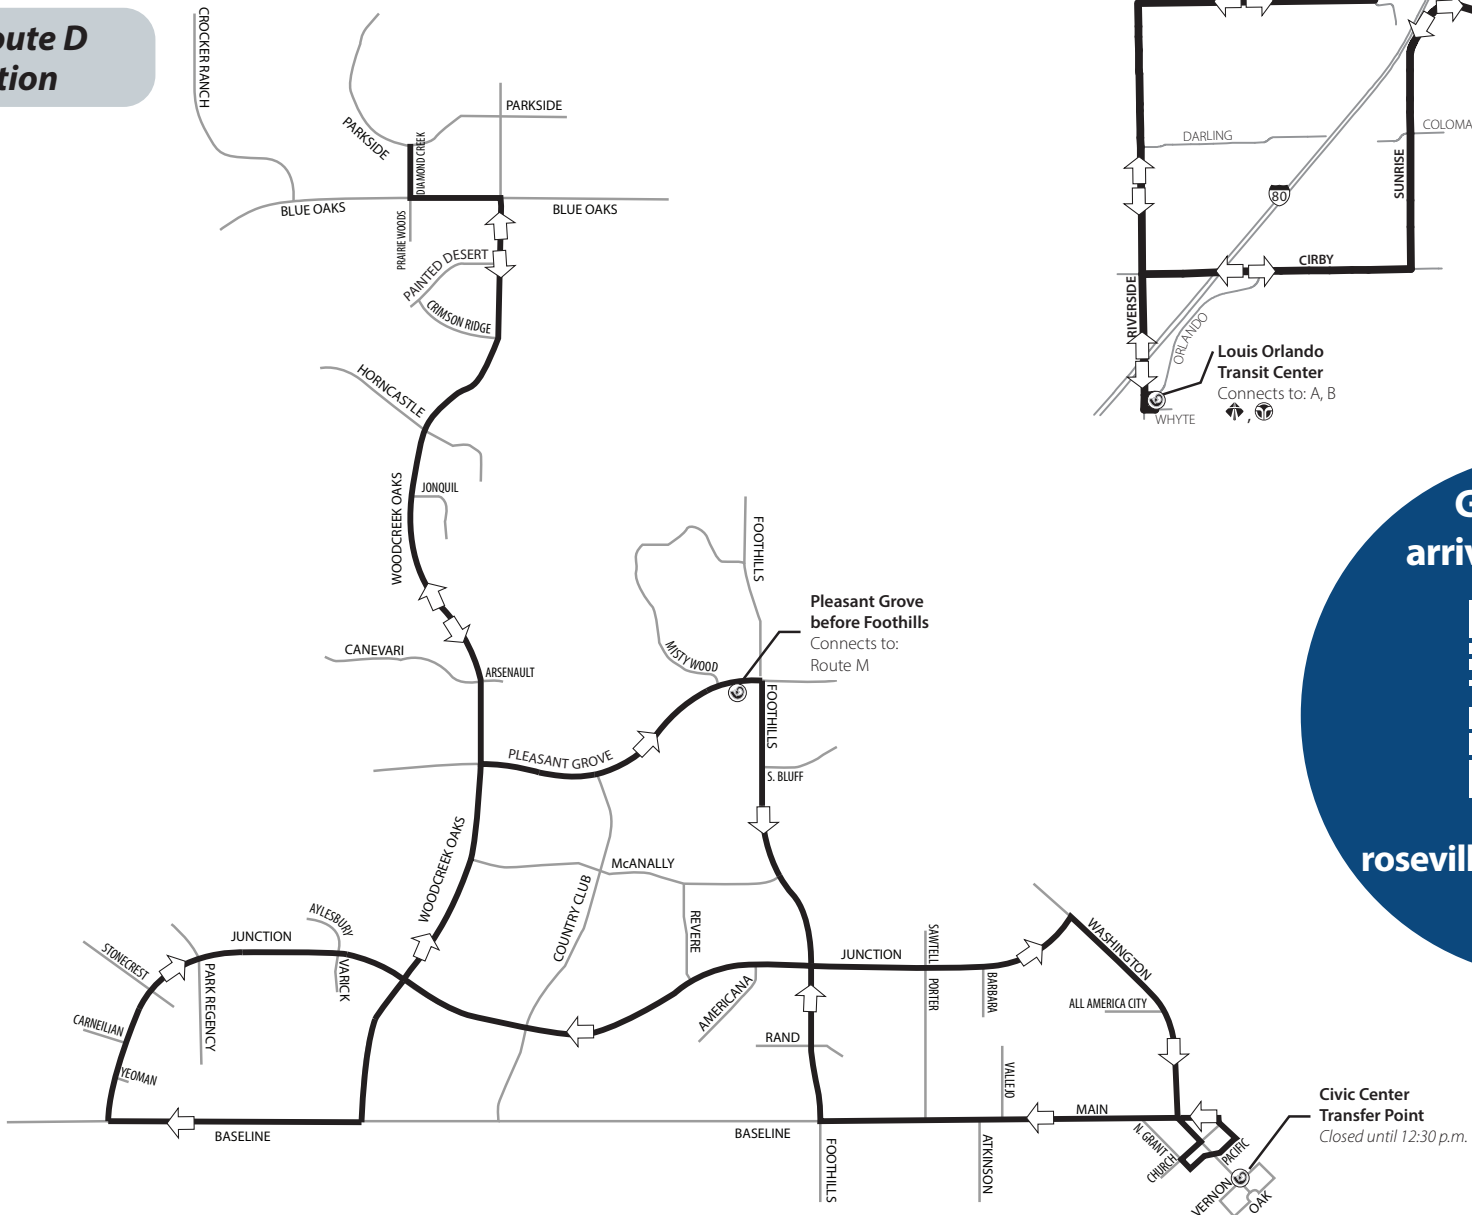 oute D
tion
CROCKER RANCH
PARKSIDE
PARKSIDE
DIAMOND CREEK
BLUE OAKS
BLUE OAKS
PRAIRIE WOODS
PAINTED DESERT
CRIMSON RIDGE
HORNCASTLE
WOODCREEK OAKS
JONQUIL
CANEVARI
ARSENAULT
FOOTHILLS
MISTYWOOD
Pleasant Grove
before Foothills
Connects to:
Route M
FOOTHILLS
PLEASANT GROVE
S. BLUFF
WOODCREEK OAKS
McANALLY
COUNTRY CLUB
REVERE
AYLESBURY
JUNCTION
STONECREST
PARK REGENCY
VARICK
CARNEILIAN
YEOMAN
BASELINE
AMERICANA
JUNCTION
SAWTELL
PORTER
BARBARA
RAND
VALLEJO
WASHINGTON
ALL AMERICA CITY
MAIN
BASELINE
FOOTHILLS
ATKINSON
N. GRANT
CHURCH
PACIFIC
VERNON
OAK
Civic Center
Transfer Point
Closed until 12:30 p.m.
DARLING
COLOMA
SUNRISE
80
CIRBY
RIVERSIDE
ORLANDO
Louis Orlando
Transit Center
Connects to: A, B
,
WHYTE
G
arriv
rosevill